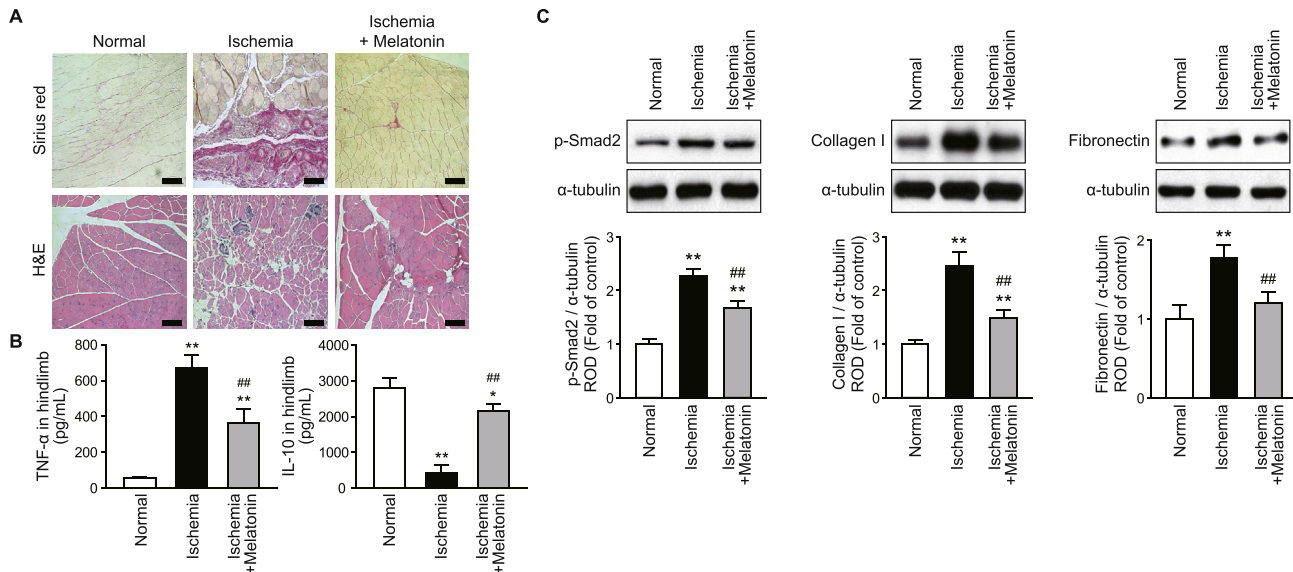 A
Normal
Ischemia
Ischemia
+ Melatonin
Sirius red
H&E
B
TNF-α in hindlimb
(pg/mL)
800
600
400
200
0
**
##
**
Normal
Ischemia
Ischemia
+Melatonin
IL-10 in hindlimb
(pg/mL)
4000
3000
2000
1000
0
**
##
*
Normal
Ischemia
Ischemia
+Melatonin
C
Normal
Ischemia
Ischemia
+Melatonin
p-Smad2
α-tubulin
p-Smad2 / α-tubulin
ROD (Fold of control)
3
2
1
0
**
##
**
Normal
Ischemia
Ischemia
+Melatonin
Normal
Ischemia
Ischemia
+Melatonin
Collagen I
α-tubulin
Collagen I / α-tubulin
ROD (Fold of control)
3
2
1
0
**
##
**
Normal
Ischemia
Ischemia
+Melatonin
Normal
Ischemia
Ischemia
+Melatonin
Fibronectin
α-tubulin
Fibronectin / α-tubulin
ROD (Fold of control)
2
1
0
**
##
Normal
Ischemia
Ischemia
+Melatonin